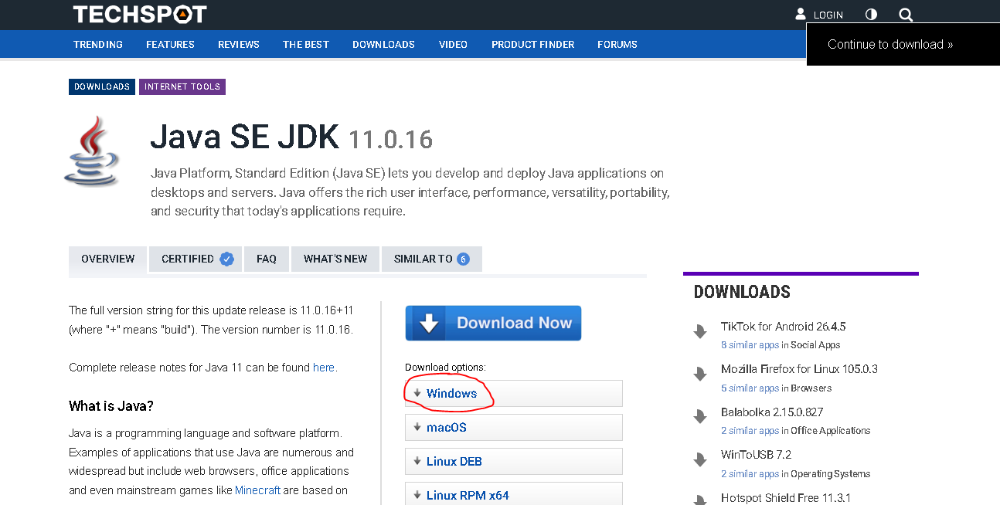 TECHSPOT
LOGIN
Continue to download »
TRENDING FEATURES REVIEWS THE BEST DOWNLOADS VIDEO PRODUCT FINDER FORUMS
DOWNLOADS INTERNET TOOLS
Java SE JDK 11.0.16
Java Platform, Standard Edition (Java SE) lets you develop and deploy Java applications on
desktops and servers. Java offers the rich user interface, performance, versatility, portability,
and security that today's applications require.
OVERVIEW CERTIFIED FAQ WHAT'S NEW SIMILAR TO 6
The full version string for this update release is 11.0.16+11
(where "+" means "build"). The version number is 11.0.16.
Complete release notes for Java 11 can be found here.
What is Java?
Java is a programming language and software platform.
Examples of applications that use Java are numerous and
widespread but include web browsers, office applications
and even mainstream games like Minecraft are based on
Download Now
Download options:
Windows
macOS
Linux DEB
Linux RPM x64
DOWNLOADS
TikTok for Android 26.4.5
8 similar apps in Social Apps
Mozilla Firefox for Linux 105.0.3
5 similar apps in Browsers
Balabolka 2.15.0.827
2 similar apps in Office Applications
WinToUSB 7.2
2 similar apps in Operating Systems
Hotspot Shield Free 11.3.1